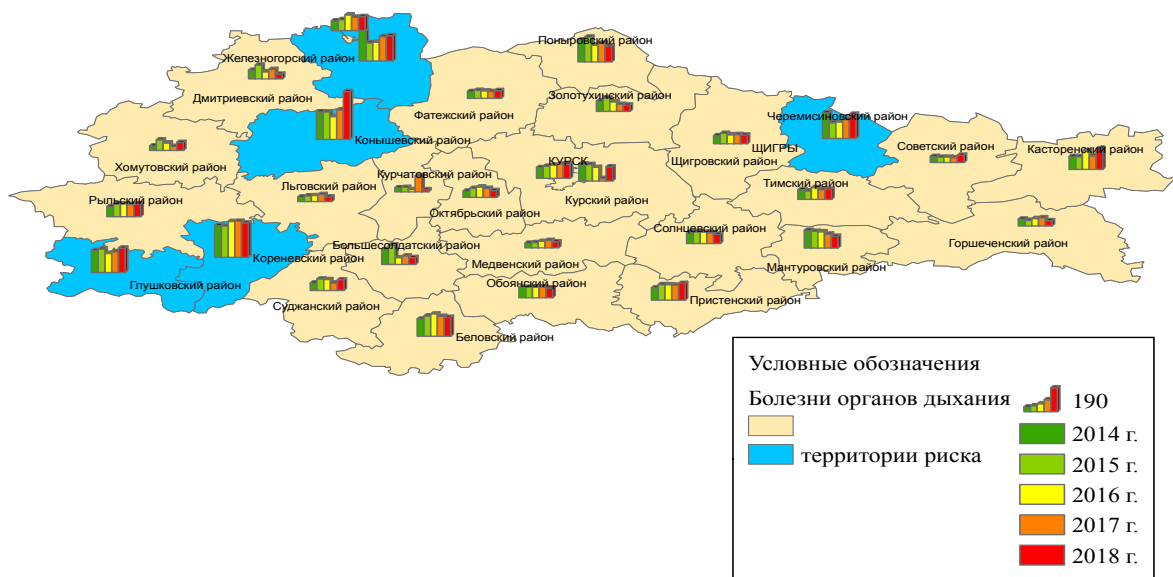 Поныровский район
Железногорский район
Дмитриевский район
Золотухинский район
Фатежский район
Черемисиновский район
Конышевский район
ЩИГРЫ
Советский район
Касторенский район
Хомутовский район
КУРСК
Щигровский район
Курчатовский район
Льговский район
Тимский район
Рыльский район
Октябрьский район
Курский район
Солнцевский район
Горшеченский район
Большесолдатский район
Кореневский район
Медвенский район
Мантуровский район
Глушковский район
Обоянский район
Суджанский район
Пристенский район
Беловский район
Условные обозначения
Болезни органов дыхания
190
2014 г.
территории риска
2015 г.
2016 г.
2017 г.
2018 г.